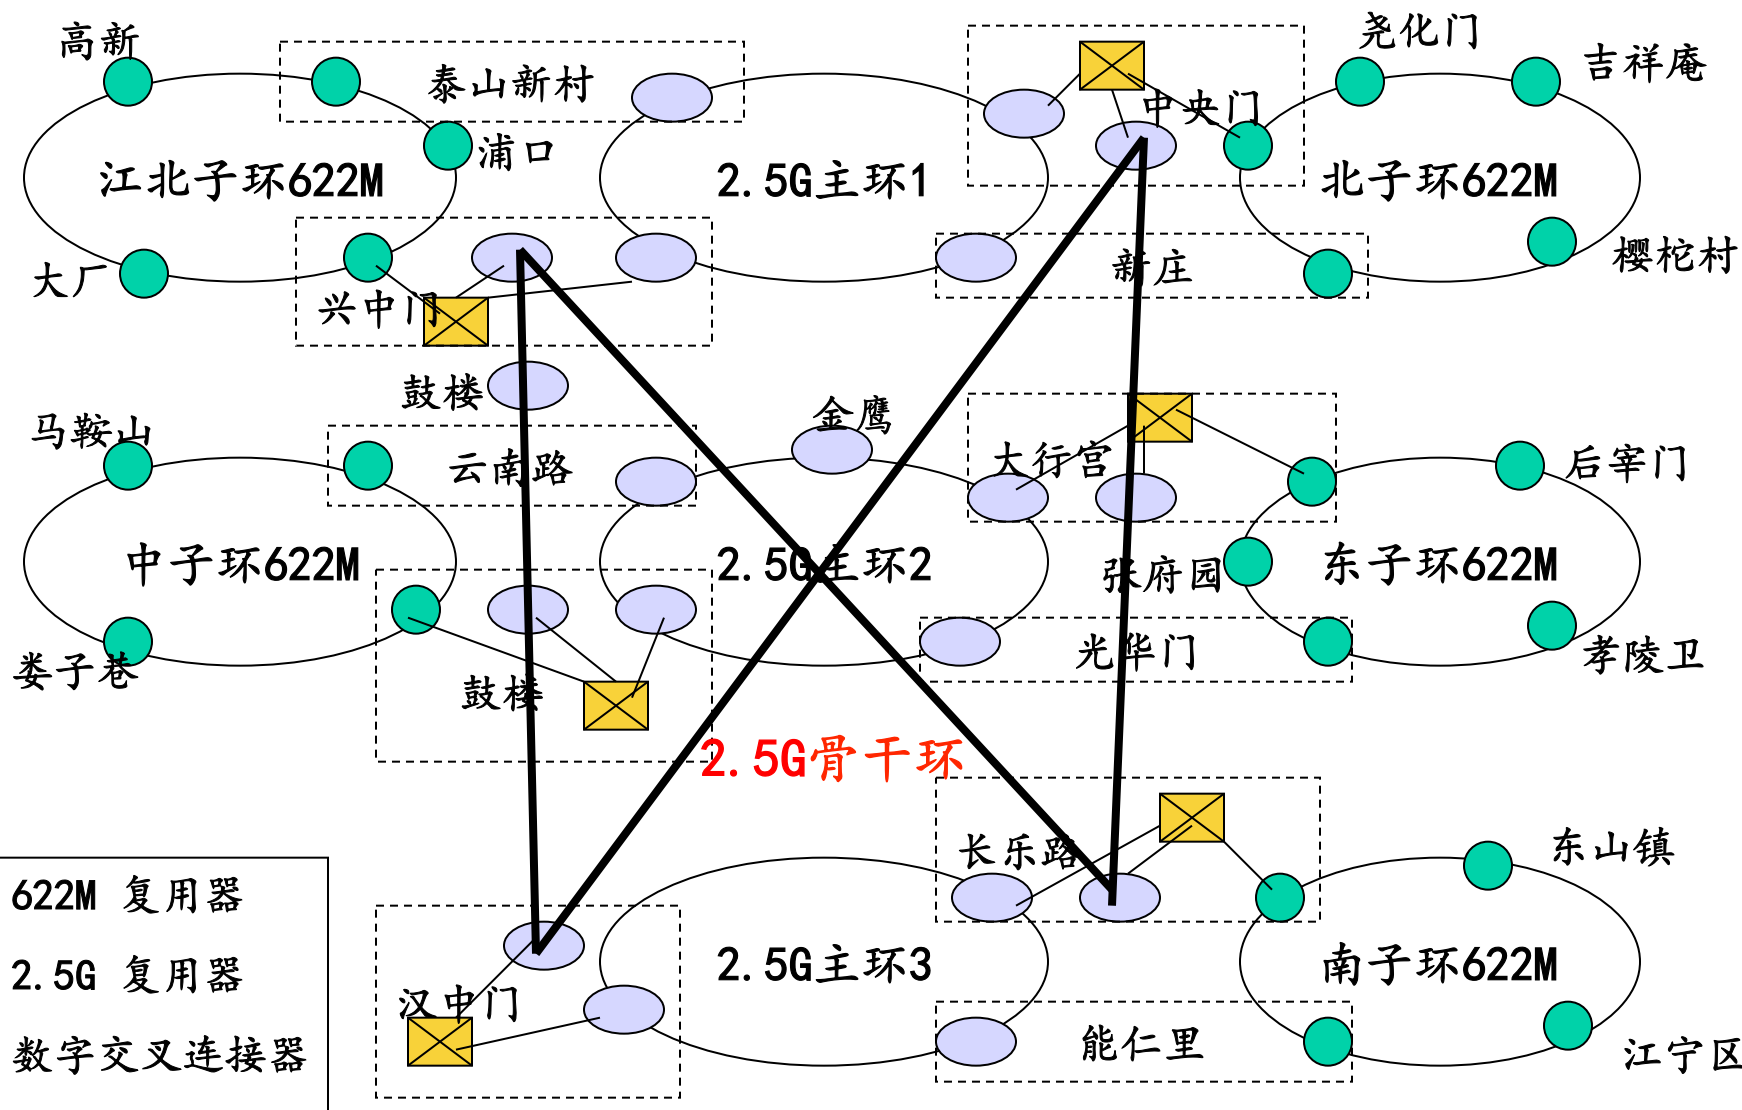 高新
泰山新村
中央门
尧化门
吉祥庵
浦口
江北子环622M
2.5G主环1
北子环622M
大厂
兴中门
新庄
樱柁村
鼓楼
金鹰
马鞍山
云南路
大行宫
后宰门
中子环622M
2.5G主环2
张府园
东子环622M
娄子巷
鼓楼
光华门
孝陵卫
2.5G骨干环
长乐路
东山镇
622M 复用器
2.5G 复用器
数字交叉连接器
汉中门
2.5G主环3
南子环622M
能仁里
江宁区